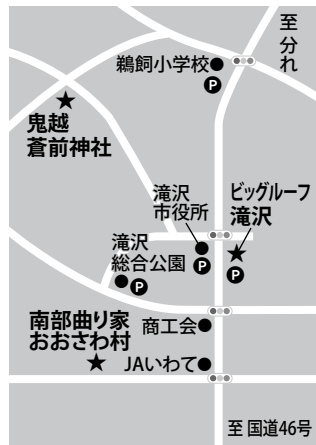 至 分れ
鵜飼小学校
P
鬼越
蒼前神社
滝沢
市役所
ビッグルーフ
滝沢
滝沢
総合公園
P
P
P
南部曲り家
おおさわ村
商工会
JAいわて
至 国道46号